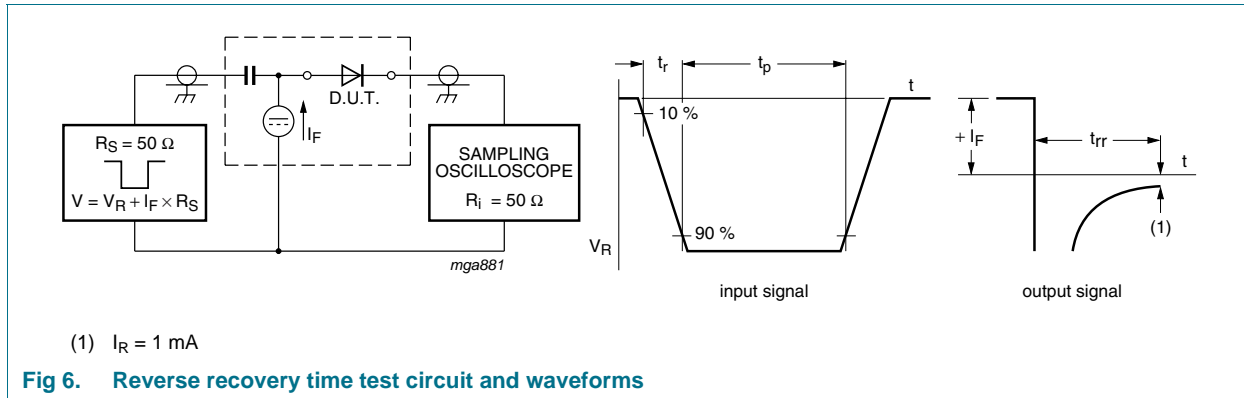 D.U.T.
I_F
R_S = 50 Ω
V = V_R + I_F × R_S
SAMPLING
OSCILLOSCOPE
R_i = 50 Ω
mga881
t_r
t_p
t
10 %
90 %
V_R
input signal
+ I_F
t_rr
t
(1)
output signal
(1) I_R = 1 mA
Fig 6. Reverse recovery time test circuit and waveforms